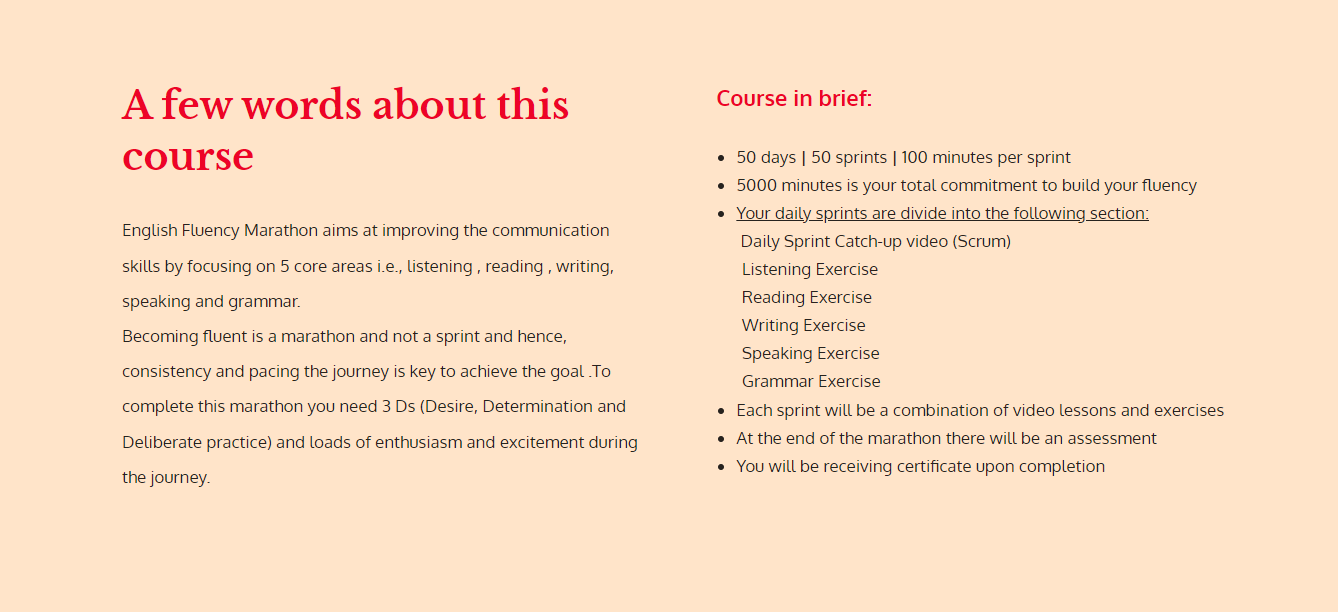 A few words about this
course
English Fluency Marathon aims at improving the communication
skills by focusing on 5 core areas i.e., listening , reading , writing,
speaking and grammar.
Becoming fluent is a marathon and not a sprint and hence,
consistency and pacing the journey is key to achieve the goal .To
complete this marathon you need 3 Ds (Desire, Determination and
Deliberate practice) and loads of enthusiasm and excitement during
the journey.
Course in brief:
• 50 days | 50 sprints | 100 minutes per sprint
• 5000 minutes is your total commitment to build your fluency
• Your daily sprints are divide into the following section:
Daily Sprint Catch-up video (Scrum)
Listening Exercise
Reading Exercise
Writing Exercise
Speaking Exercise
Grammar Exercise
• Each sprint will be a combination of video lessons and exercises
• At the end of the marathon there will be an assessment
• You will be receiving certificate upon completion